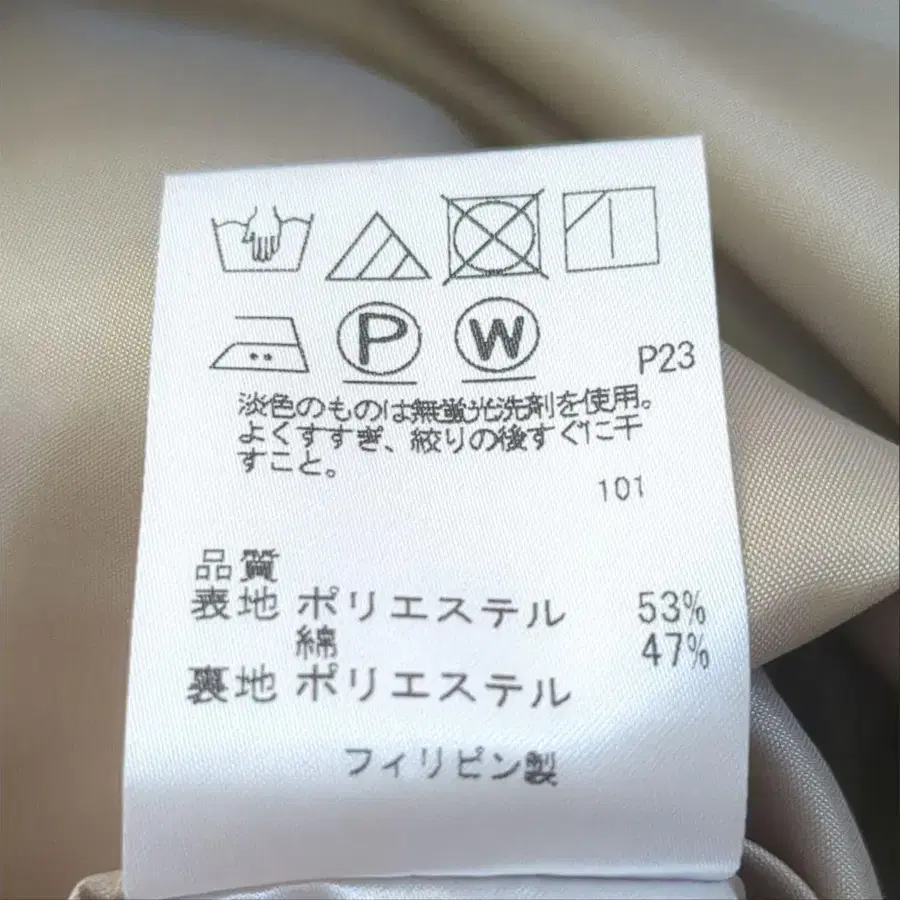 P W P23
淡色のものは無蛍光洗剤を使用。
よくすすぎ、絞りの後すぐに干
すこと。
101
品質
表地 ポリエステル 53%
綿 47%
裏地 ポリエステル
フィリピン製